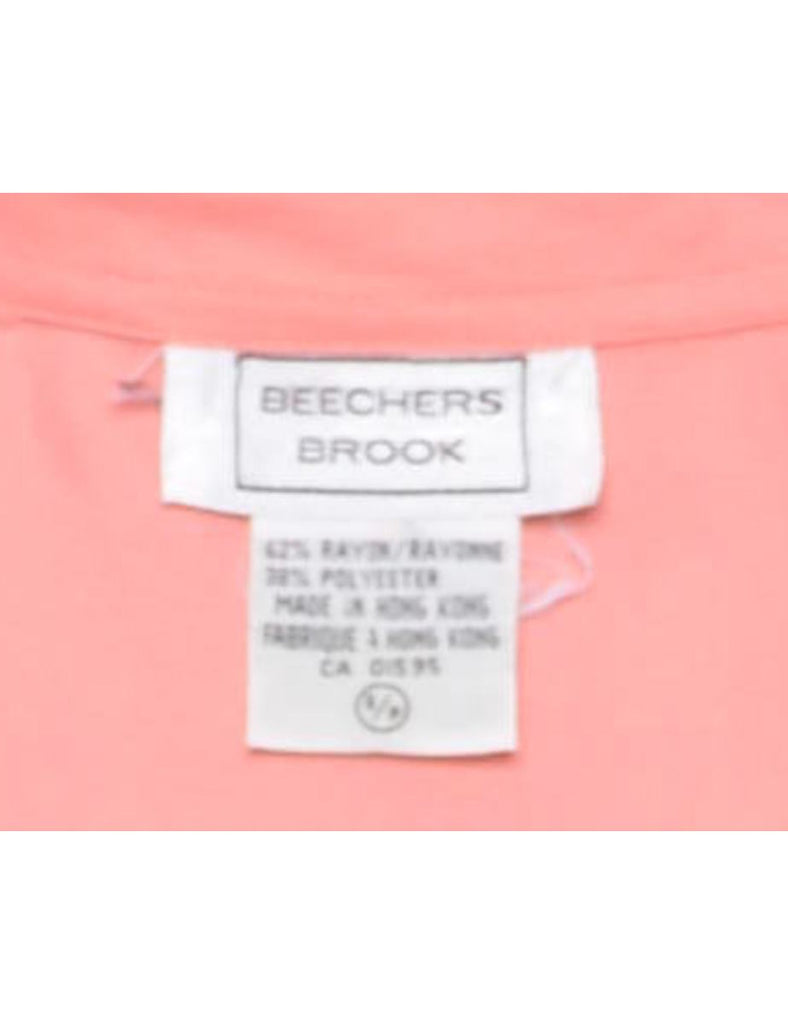 BEECHERS
BROOK
62% RAYON/RAYONNE
38% POLYESTER
MADE IN HONG KONG
FABRIQUE A HONG KONG
CA 01595